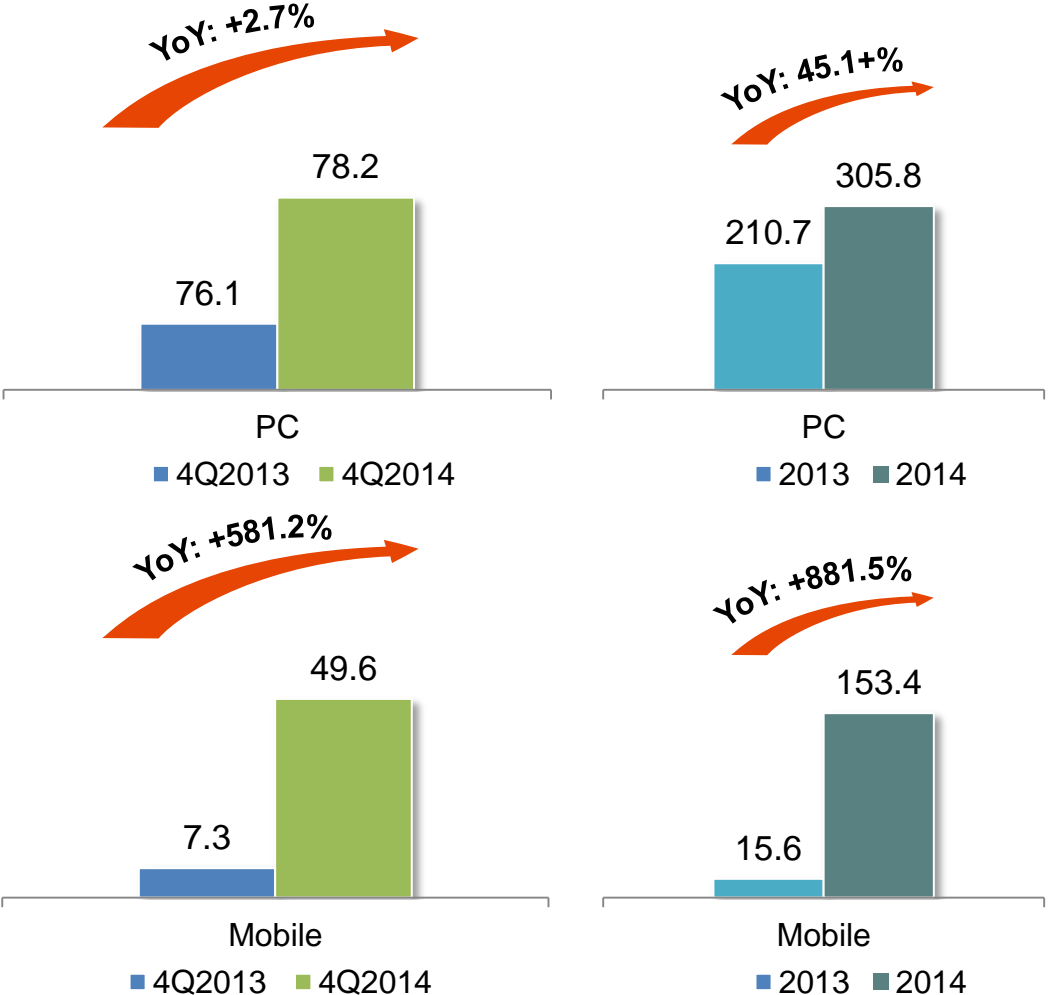 YoY: +2.7%
78.2
76.1
PC
4Q2013 4Q2014
YoY: 45.1+%
305.8
210.7
PC
2013 2014
YoY: +581.2%
49.6
7.3
Mobile
4Q2013 4Q2014
YoY: +881.5%
153.4
15.6
Mobile
2013 2014